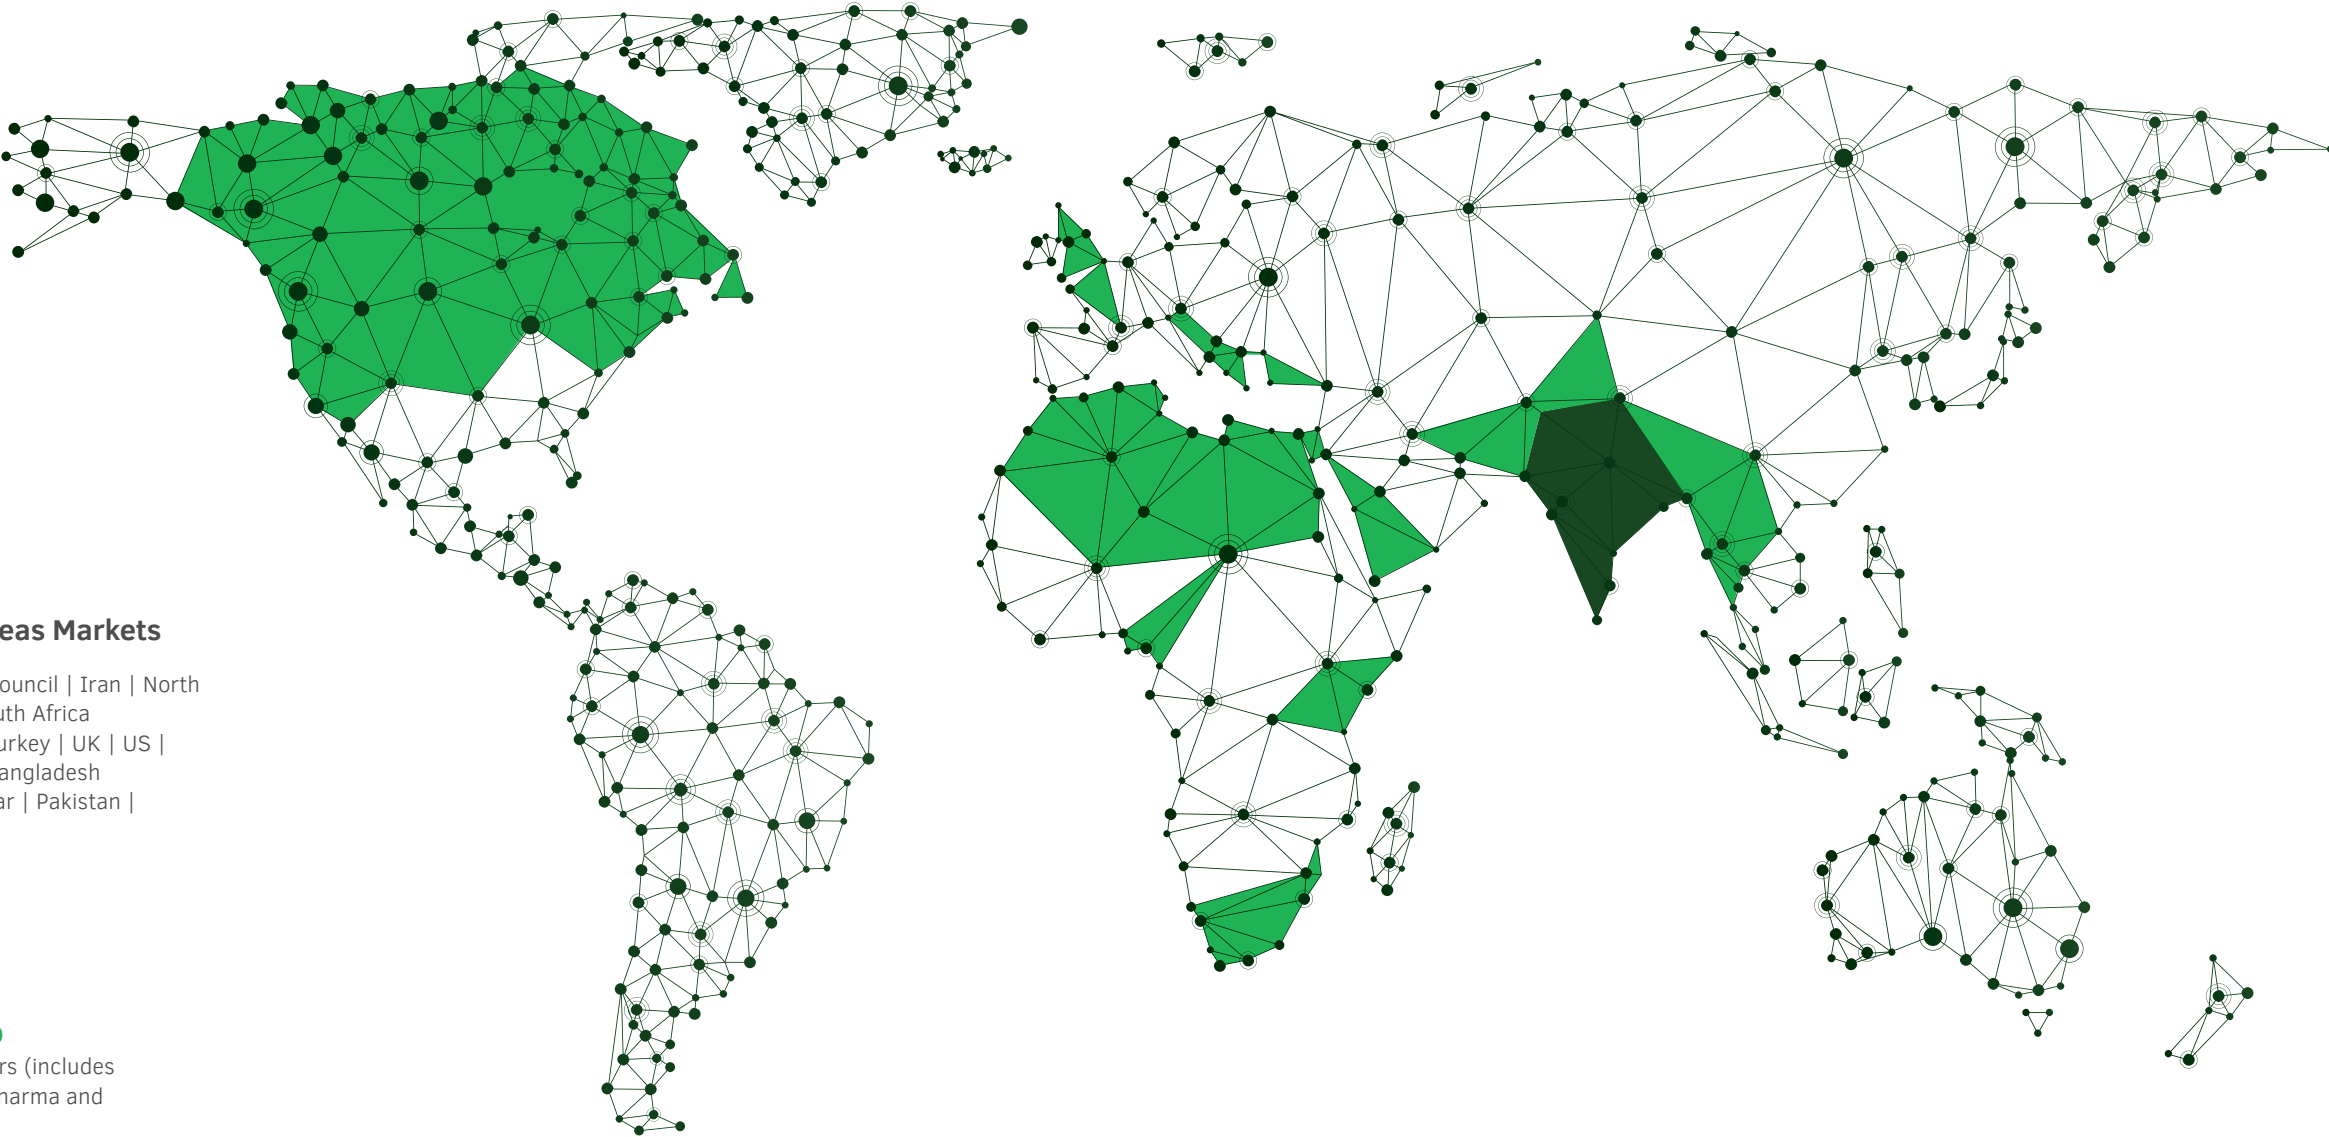 eas Markets
ouncil | Iran | North
uth Africa
urkey | UK | US |
angladesh
ar | Pakistan |
rs (includes
harma and